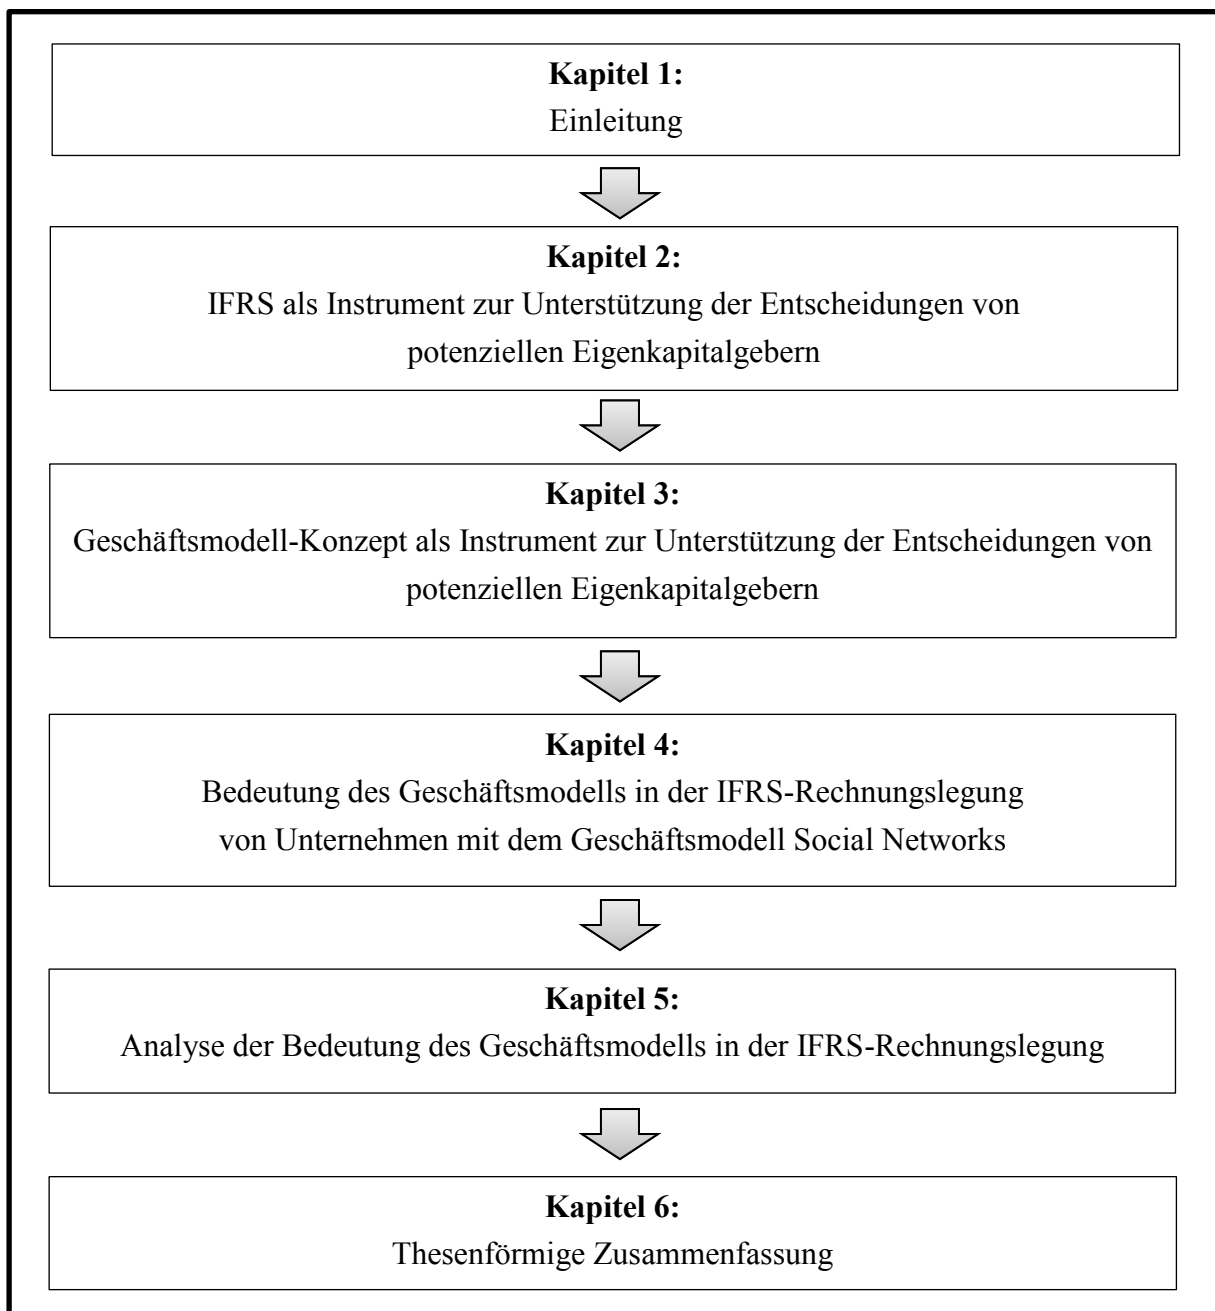 Kapitel 1:
Einleitung
Kapitel 2:
IFRS als Instrument zur Unterstützung der Entscheidungen von
potenziellen Eigenkapitalgebern
Kapitel 3:
Geschäftsmodell-Konzept als Instrument zur Unterstützung der Entscheidungen von
potenziellen Eigenkapitalgebern
Kapitel 4:
Bedeutung des Geschäftsmodells in der IFRS-Rechnungslegung
von Unternehmen mit dem Geschäftsmodell Social Networks
Kapitel 5:
Analyse der Bedeutung des Geschäftsmodells in der IFRS-Rechnungslegung
Kapitel 6:
Thesenförmige Zusammenfassung